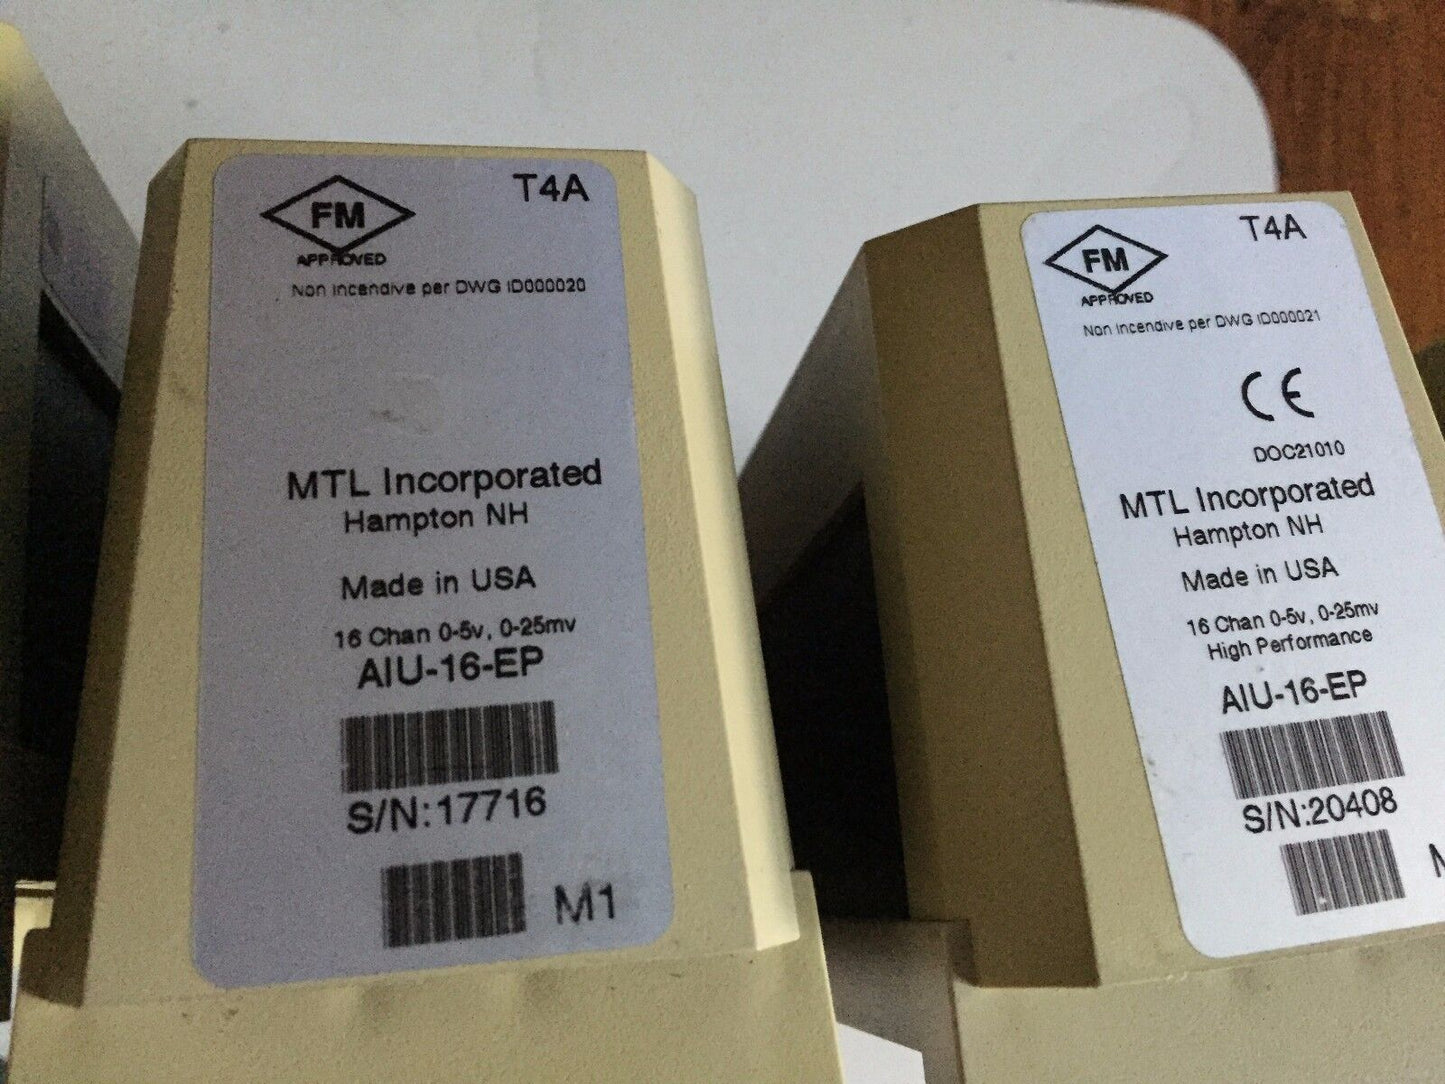 FM
APPROVED
T4A
Non Incendive per DWG ID000020
MTL Incorporated
Hampton NH
Made in USA
16 Chan 0-5v, 0-25mv
AIU-16-EP
S/N:17716
M1
FM
APPROVED
T4A
Non Incendive per DWG ID000021
CE
DOC21010
MTL Incorporated
Hampton NH
Made in USA
16 Chan 0-5v, 0-25mv
High Performance
AIU-16-EP
S/N:20408